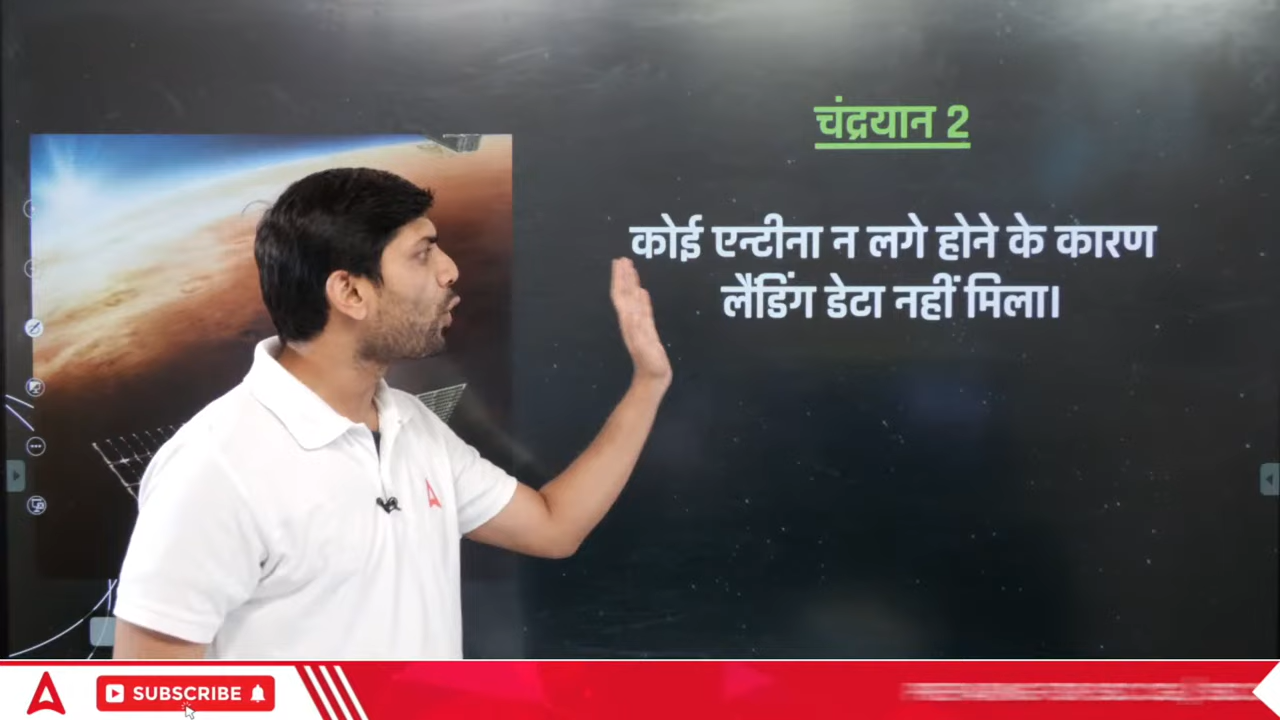 चंद्रयान 2
कोई एन्टीना न लगे होने के कारण
लैंडिंग डेटा नहीं मिला।
SUBSCRIBE